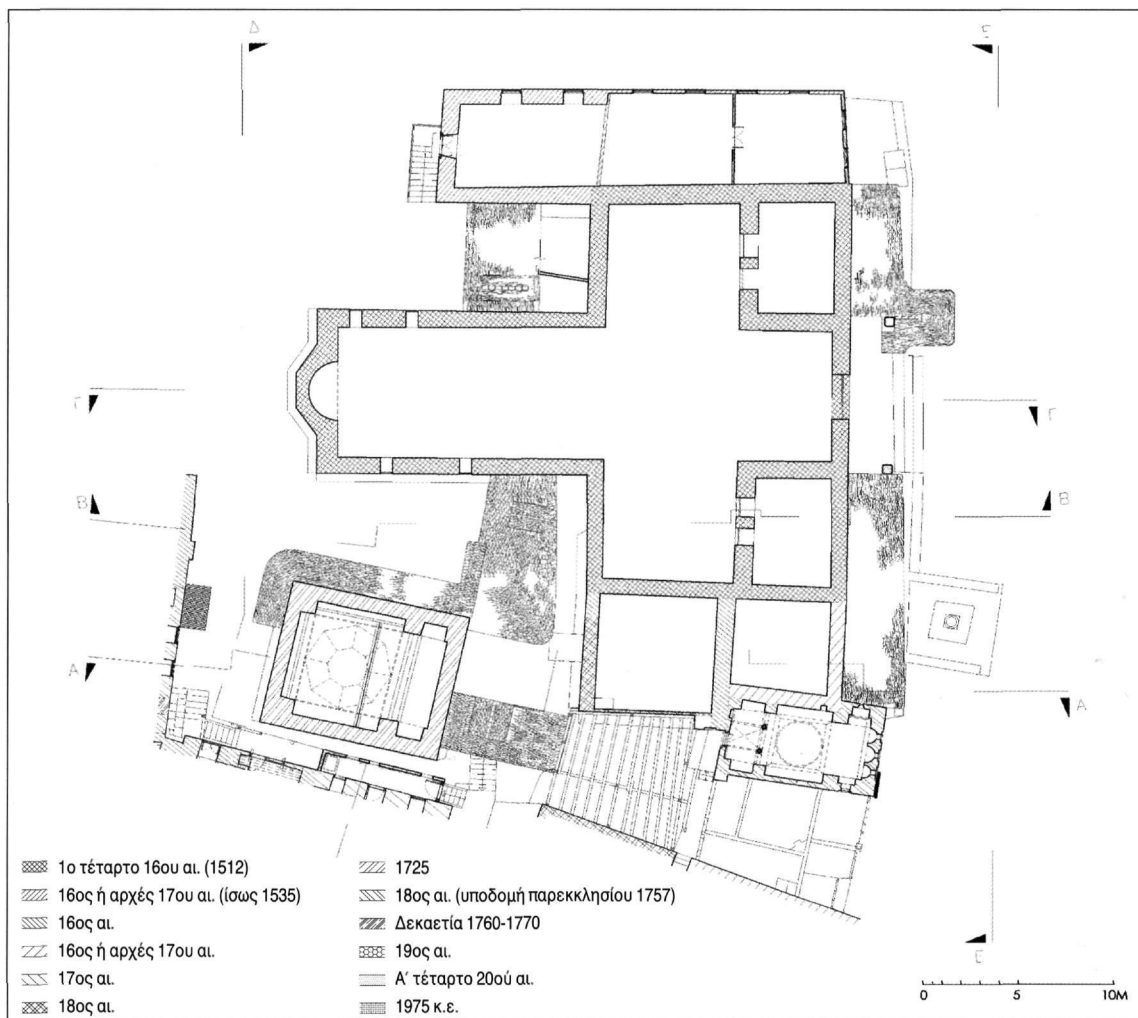 Δ Ε
Γ Γ
Β Β
Α Α
Ε
1ο τέταρτο 16ου αι. (1512)
16ος ή αρχές 17ου αι. (ίσως 1535)
16ος αι.
16ος ή αρχές 17ου αι.
17ος αι.
18ος αι.
1725
18ος αι. (υποδομή παρεκκλησίου 1757)
Δεκαετία 1760-1770
19ος αι.
Α΄ τέταρτο 20ού αι.
1975 κ.ε.
0 5 10Μ